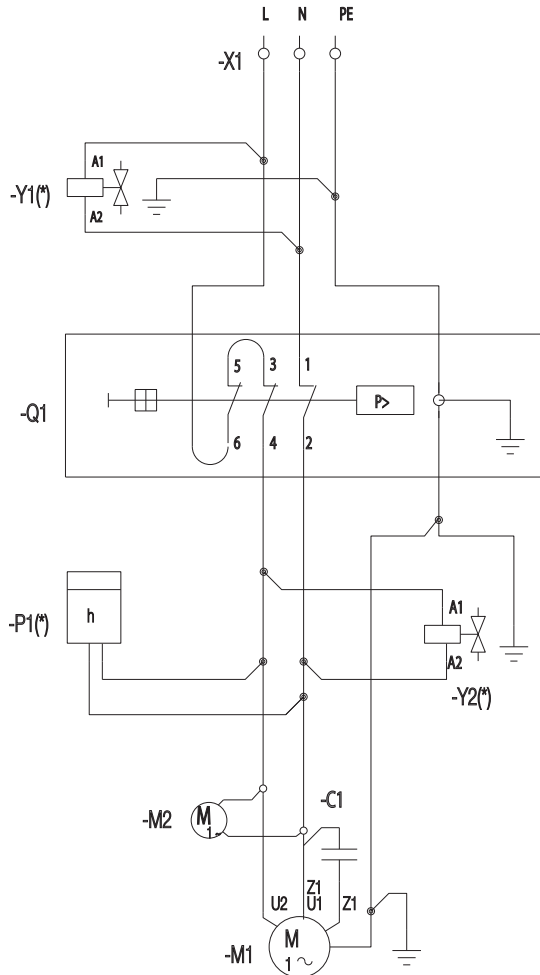 L N PE
-X1
A1
-Y1(*)
A2
5 3 1
P>
-Q1
6 4 2
h
-P1(*)
A1
A2
-Y2(*)
-C1
-M2
M
1~
Z1
U2 U1 Z1
-M1
M
1~